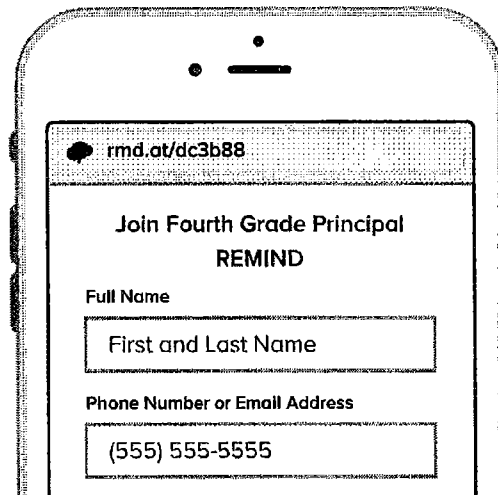 rmd.at/dc3b88
Join Fourth Grade Principal
REMIND
Full Name
First and Last Name
Phone Number or Email Address
(555) 555-5555